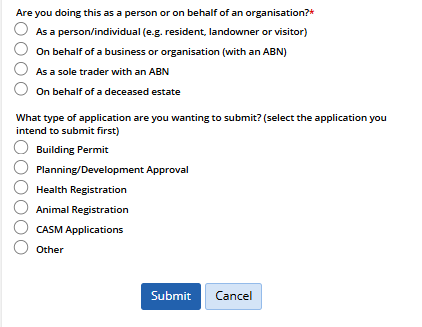 Are you doing this as a person or on behalf of an organisation?*
As a person/individual (e.g. resident, landowner or visitor)
On behalf of a business or organisation (with an ABN)
As a sole trader with an ABN
On behalf of a deceased estate
What type of application are you wanting to submit? (select the application you
intend to submit first)
Building Permit
Planning/Development Approval
Health Registration
Animal Registration
CASM Applications
Other
Submit Cancel